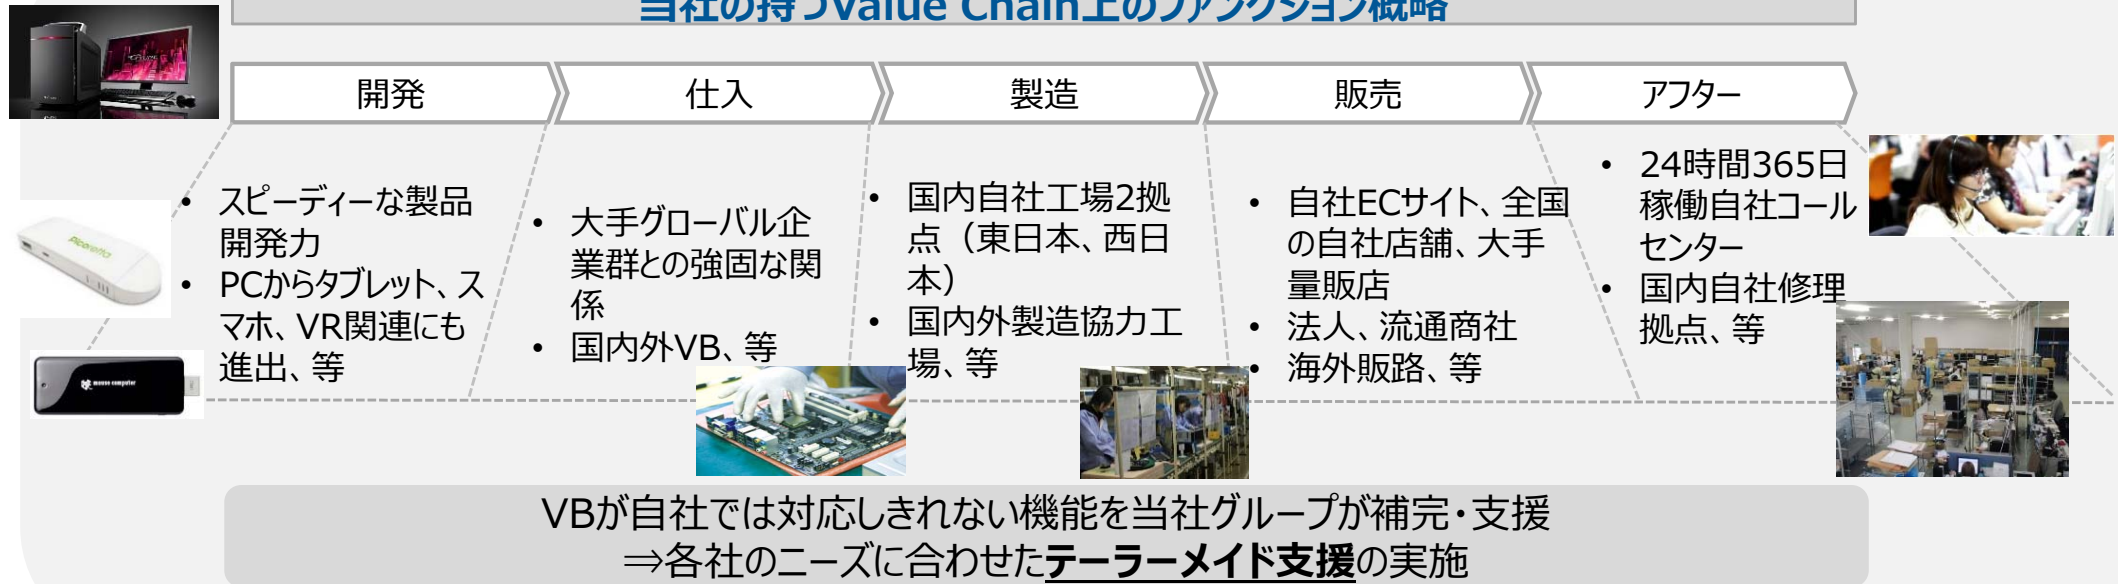 当社の持つValue Chain上のファンクション概略
開発
仕入
製造
販売
アフター
• スピーディーな製品
開発力
• PCからタブレット、ス
マホ、VR関連にも
進出、等
• 大手グローバル企
業群との強固な関
係
• 国内外VB、等
• 国内自社工場2拠
点（東日本、西日
本）
• 国内外製造協力工
場、等
• 自社ECサイト、全国
の自社店舗、大手
量販店
• 法人、流通商社
• 海外販路、等
• 24時間365日
稼働自社コール
センター
• 国内自社修理
拠点、等
picoretta
mouse computer
VBが自社では対応しきれない機能を当社グループが補完・支援
⇒各社のニーズに合わせたテーラーメイド支援の実施